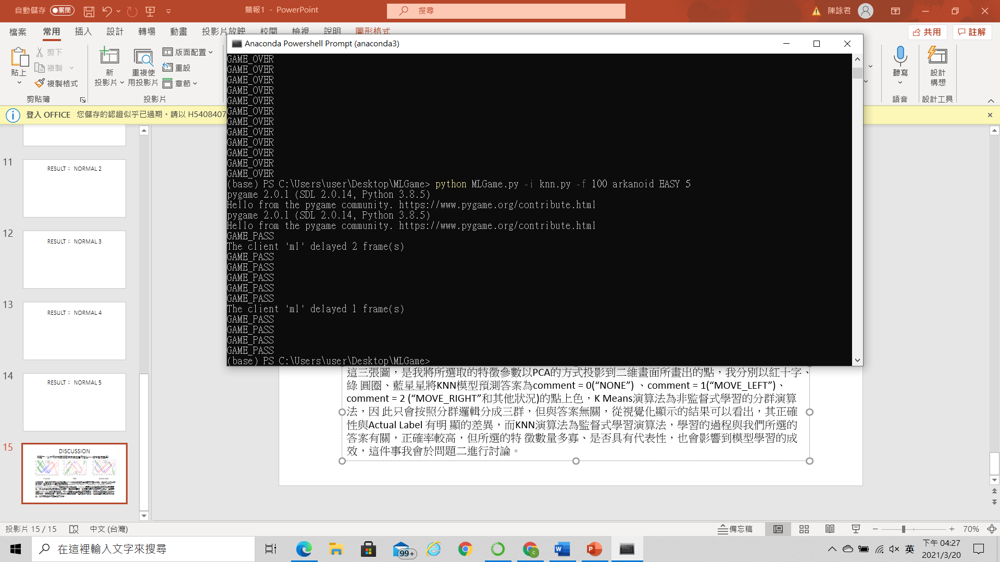 自動儲存 關閉
簡報1 - PowerPoint
搜尋
陳詠君
檔案 常用 插入 設計 轉場 動畫 投影片放映 校閱 檢視 說明 圖形格式
共用 註解
貼上
剪下
複製
複製格式
剪貼簿
新
投影片
重複使
用投影片
版面配置
重設
章節
投影片
聽寫
語音
設計
構想
設計工具
登入 OFFICE 您儲存的認證似乎已過期。請以 H5408407
Anaconda Powershell Prompt (anaconda3)
GAME_OVER
GAME_OVER
GAME_OVER
GAME_OVER
GAME_OVER
GAME_OVER
GAME_OVER
GAME_OVER
GAME_OVER
GAME_OVER
GAME_OVER
GAME_OVER
(base) PS C:\Users\user\Desktop\MLGame> python MLGame.py -i knn.py -f 100 arkanoid EASY 5
pygame 2.0.1 (SDL 2.0.14, Python 3.8.5)
Hello from the pygame community. https://www.pygame.org/contribute.html
pygame 2.0.1 (SDL 2.0.14, Python 3.8.5)
Hello from the pygame community. https://www.pygame.org/contribute.html
GAME_PASS
The client 'ml' delayed 2 frame(s)
GAME_PASS
GAME_PASS
GAME_PASS
GAME_PASS
GAME_PASS
The client 'ml' delayed 1 frame(s)
GAME_PASS
GAME_PASS
GAME_PASS
GAME_PASS
(base) PS C:\Users\user\Desktop\MLGame>
11
RESULT： NORMAL 2
12
RESULT： NORMAL 3
13
RESULT： NORMAL 4
14
RESULT： NORMAL 5
15
DISCUSSION
Actual Label
這三張圖，是我將所選取的特徵參數以PCA的方式投影到二維畫面所畫出的點，我分別以紅十字、
綠 圓圈、藍星星將KNN模型預測答案為comment = 0(“NONE”) 、comment = 1(“MOVE_LEFT”)、
comment = 2 (“MOVE_RIGHT”和其他狀況)的點上色，K Means演算法為非監督式學習的分群演算
法，因 此只會按照分群邏輯分成三群，但與答案無關，從視覺化顯示的結果可以看出，其正確
性與Actual Label 有明 顯的差異，而KNN演算法為監督式學習演算法，學習的過程與我們所選的
答案有關，正確率較高，但所選的特 徵數量多寡、是否具有代表性，也會影響到模型學習的成
效，這件事我會於問題二進行討論。
投影片 15 / 15 中文 (台灣)
備忘稿
70%
在這裡輸入文字來搜尋
99+
英
下午 04:27
2021/3/20